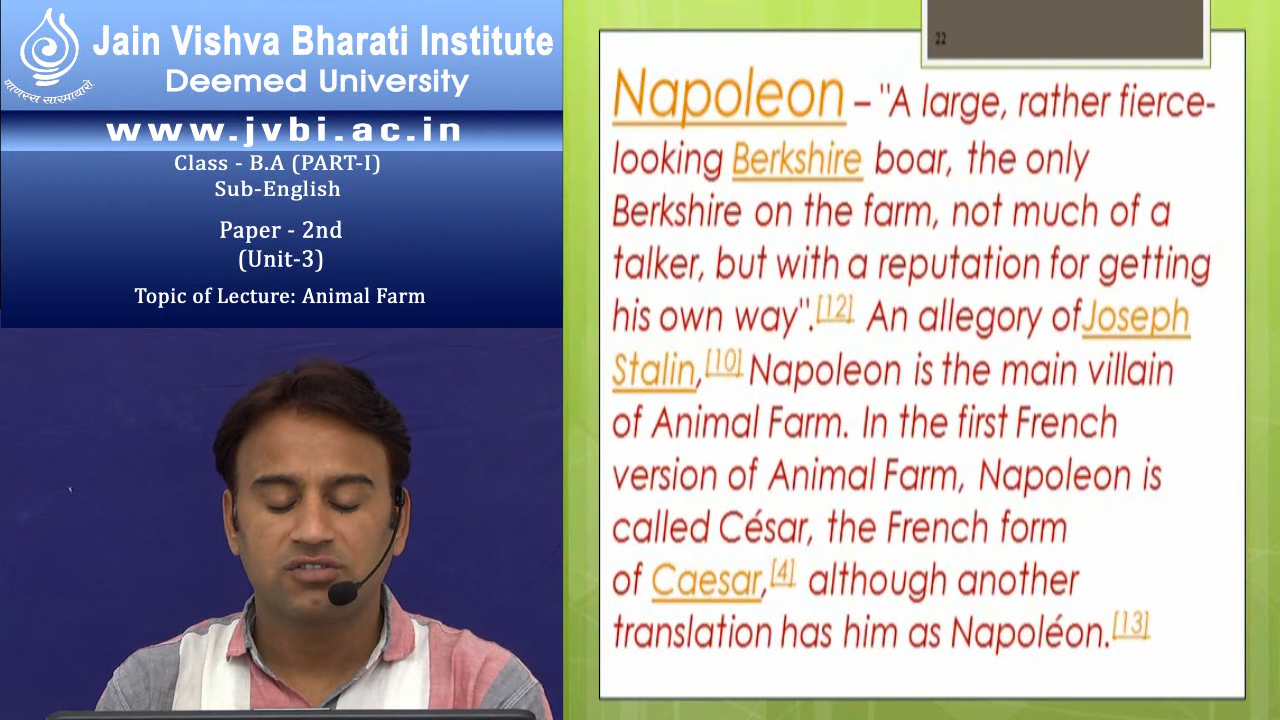 Jain Vishva Bharati Institute
Deemed University
णाणस्स सारमायारो
www.jvbi.ac.in
Class - B.A (PART-I)
Sub-English
Paper - 2nd
(Unit-3)
Topic of Lecture: Animal Farm
22
Napoleon – "A large, rather fierce-
looking Berkshire boar, the only
Berkshire on the farm, not much of a
talker, but with a reputation for getting
his own way".[12] An allegory ofJoseph
Stalin,[10] Napoleon is the main villain
of Animal Farm. In the first French
version of Animal Farm, Napoleon is
called César, the French form
of Caesar,[4] although another
translation has him as Napoléon.[13]